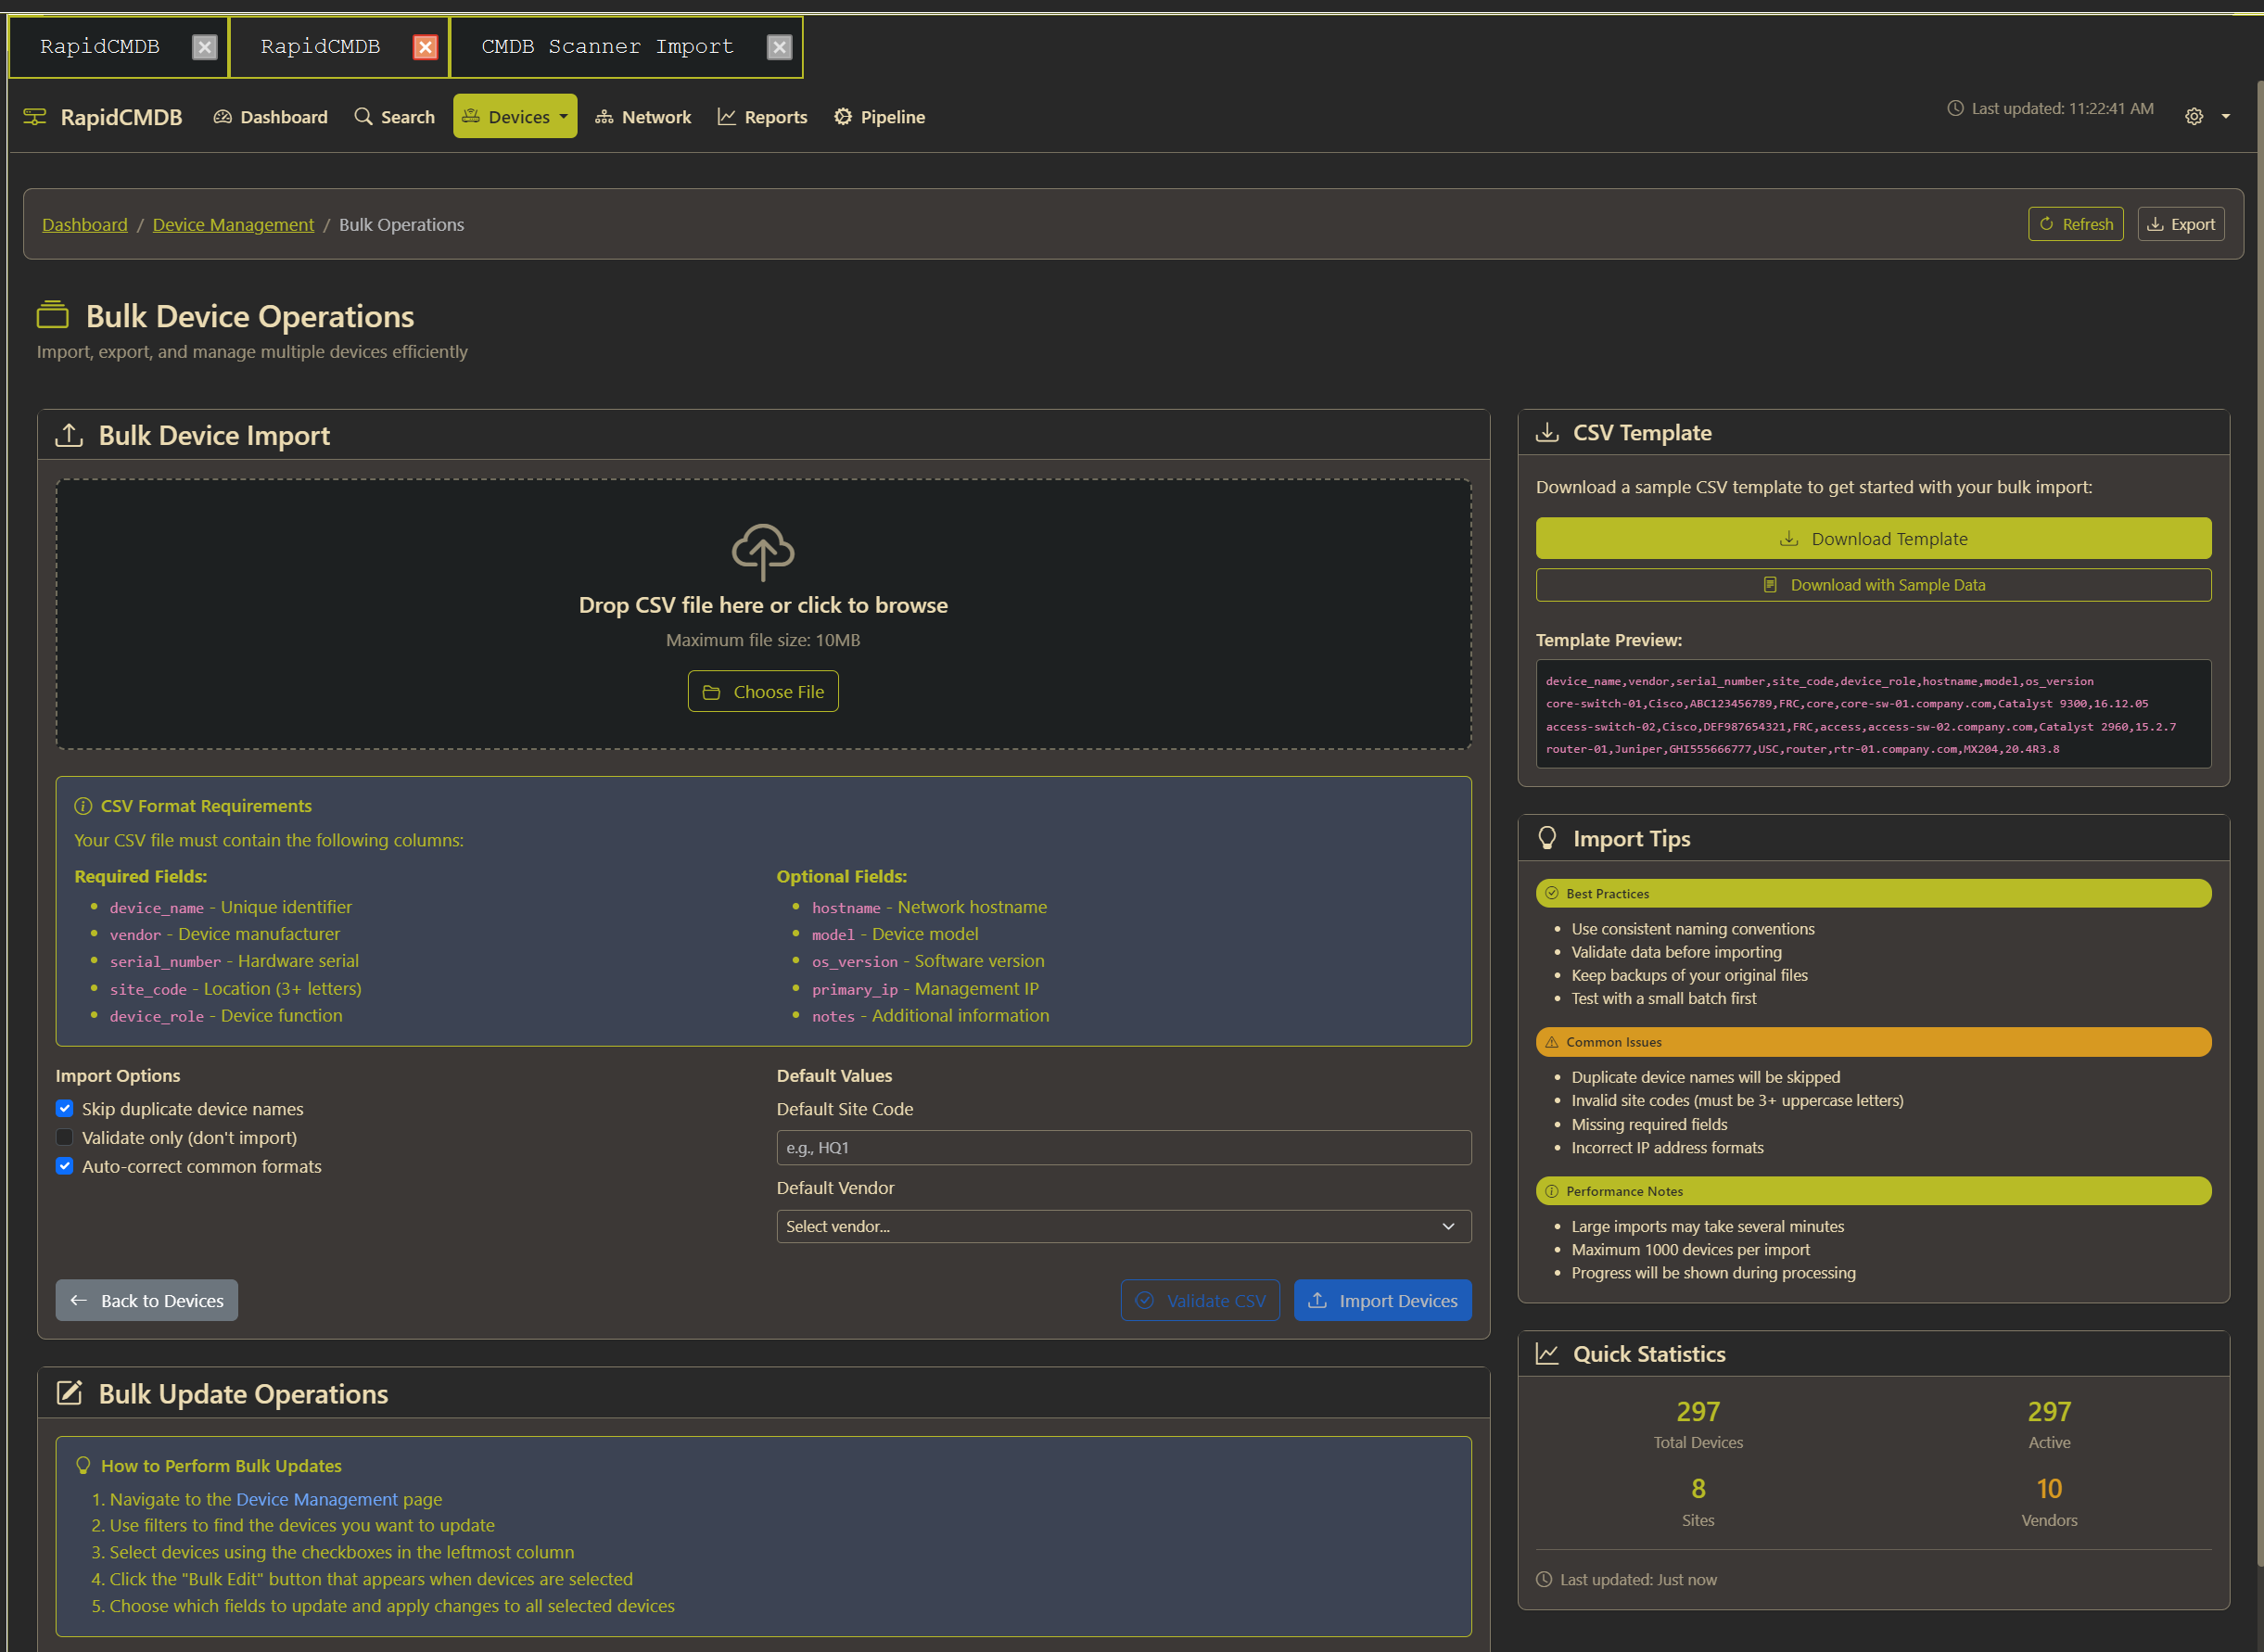 RapidCMDB
RapidCMDB
CMDB Scanner Import
RapidCMDB
Dashboard
Search
Devices
Network
Reports
Pipeline
Last updated: 11:22:41 AM
Dashboard / Device Management / Bulk Operations
Refresh
Export
Bulk Device Operations
Import, export, and manage multiple devices efficiently
Bulk Device Import
Drop CSV file here or click to browse
Maximum file size: 10MB
Choose File
CSV Format Requirements
Your CSV file must contain the following columns:
Required Fields:
device_name - Unique identifier
vendor - Device manufacturer
serial_number - Hardware serial
site_code - Location (3+ letters)
device_role - Device function
Optional Fields:
hostname - Network hostname
model - Device model
os_version - Software version
primary_ip - Management IP
notes - Additional information
Import Options
Skip duplicate device names
Validate only (don't import)
Auto-correct common formats
Default Values
Default Site Code
e.g., HQ1
Default Vendor
Select vendor...
Back to Devices
Validate CSV
Import Devices
Bulk Update Operations
How to Perform Bulk Updates
1. Navigate to the Device Management page
2. Use filters to find the devices you want to update
3. Select devices using the checkboxes in the leftmost column
4. Click the "Bulk Edit" button that appears when devices are selected
5. Choose which fields to update and apply changes to all selected devices
CSV Template
Download a sample CSV template to get started with your bulk import:
Download Template
Download with Sample Data
Template Preview:
device_name,vendor,serial_number,site_code,device_role,hostname,model,os_version
core-switch-01,Cisco,ABC123456789,FRC,core,core-sw-01.company.com,Catalyst 9300,16.12.05
access-switch-02,Cisco,DEF987654321,FRC,access,access-sw-02.company.com,Catalyst 2960,15.2.7
router-01,Juniper,GHI555666777,USC,router,rtr-01.company.com,MX204,20.4R3.8
Import Tips
Best Practices
Use consistent naming conventions
Validate data before importing
Keep backups of your original files
Test with a small batch first
Common Issues
Duplicate device names will be skipped
Invalid site codes (must be 3+ uppercase letters)
Missing required fields
Incorrect IP address formats
Performance Notes
Large imports may take several minutes
Maximum 1000 devices per import
Progress will be shown during processing
Quick Statistics
297
Total Devices
297
Active
8
Sites
10
Vendors
Last updated: Just now